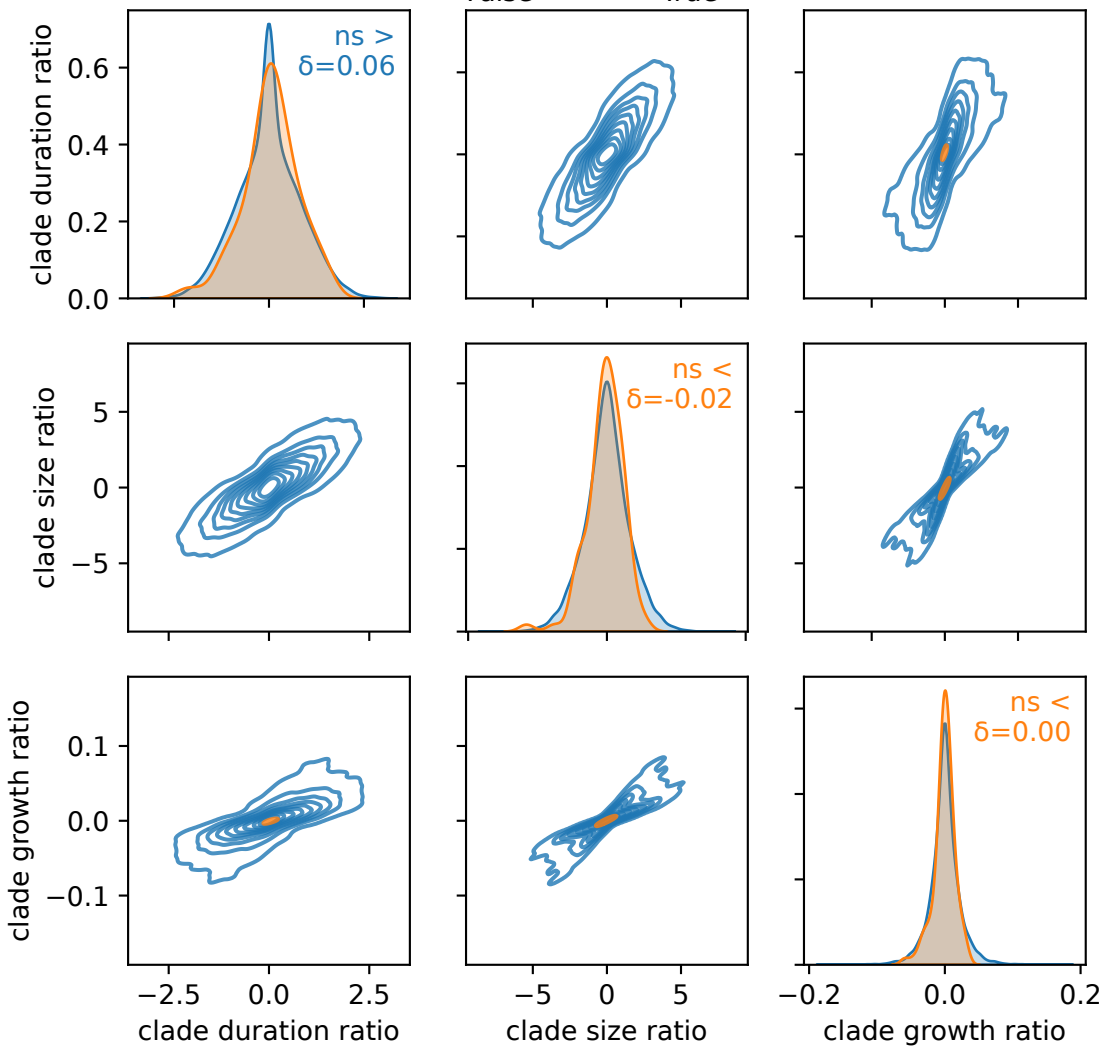 clade duration ratio
0.6
0.4
0.2
0.0
ns >
δ=0.06
−5
0
5
clade size ratio
5
0
−5
ns <
δ=-0.02
clade growth ratio
0.1
0.0
−0.1
ns <
δ=0.00
−2.5
0.0
2.5
−5
0
5
−0.2
0.0
0.2
clade duration ratio
clade size ratio
clade growth ratio